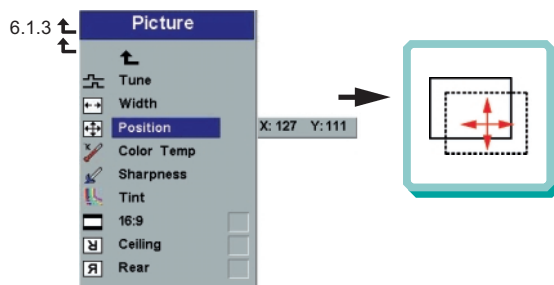 6.1.3
Picture
Tune
Width
Position X: 127 Y: 111
Color Temp
Sharpness
Tint
16:9
Ceiling
Rear